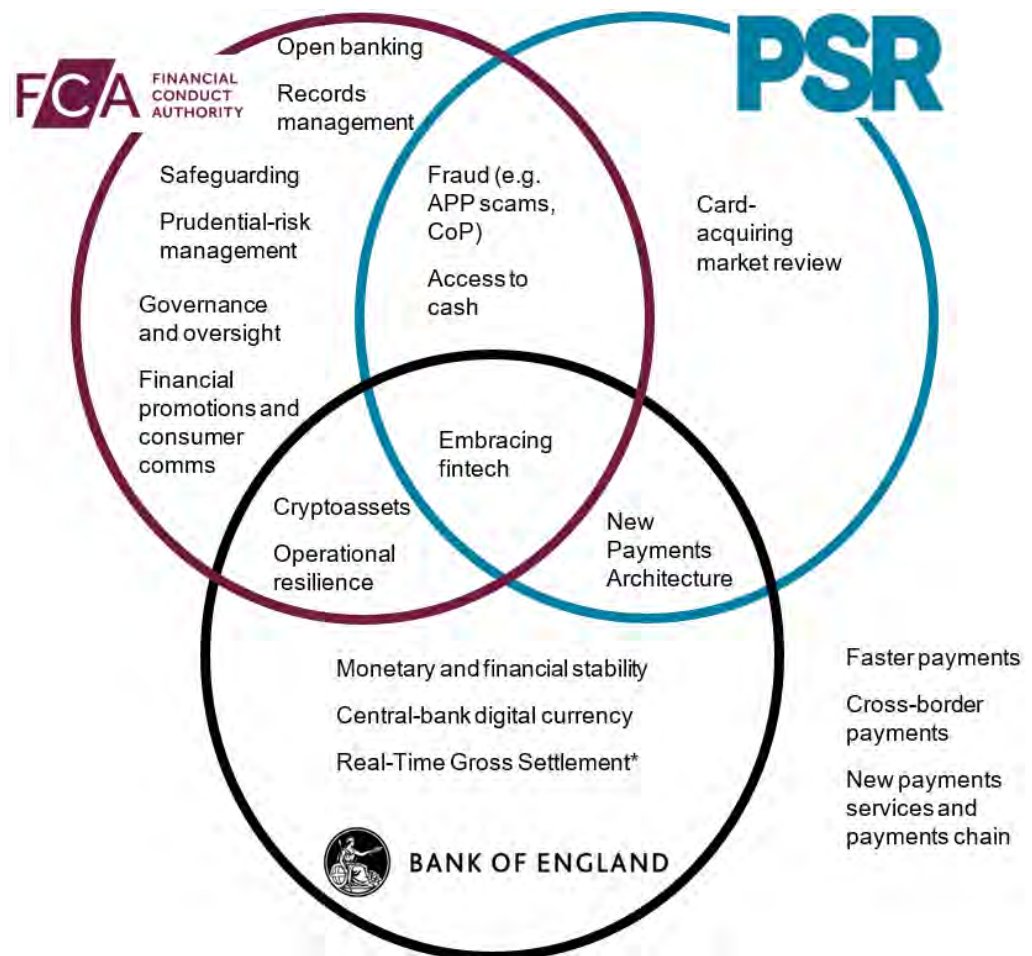 Open banking
FCA
FINANCIAL
CONDUCT
AUTHORITY
PSR
Records
management
Safeguarding
Prudential-risk
management
Governance
and oversight
Financial
promotions and
consumer
comms
Fraud (e.g.
APP scams,
CoP)
Access to
cash
Card-
acquiring
market review
Embracing
fintech
Cryptoassets
Operational
resilience
New
Payments
Architecture
Monetary and financial stability
Central-bank digital currency
Real-Time Gross Settlement*
BANK OF ENGLAND
Faster payments
Cross-border
payments
New payments
services and
payments chain